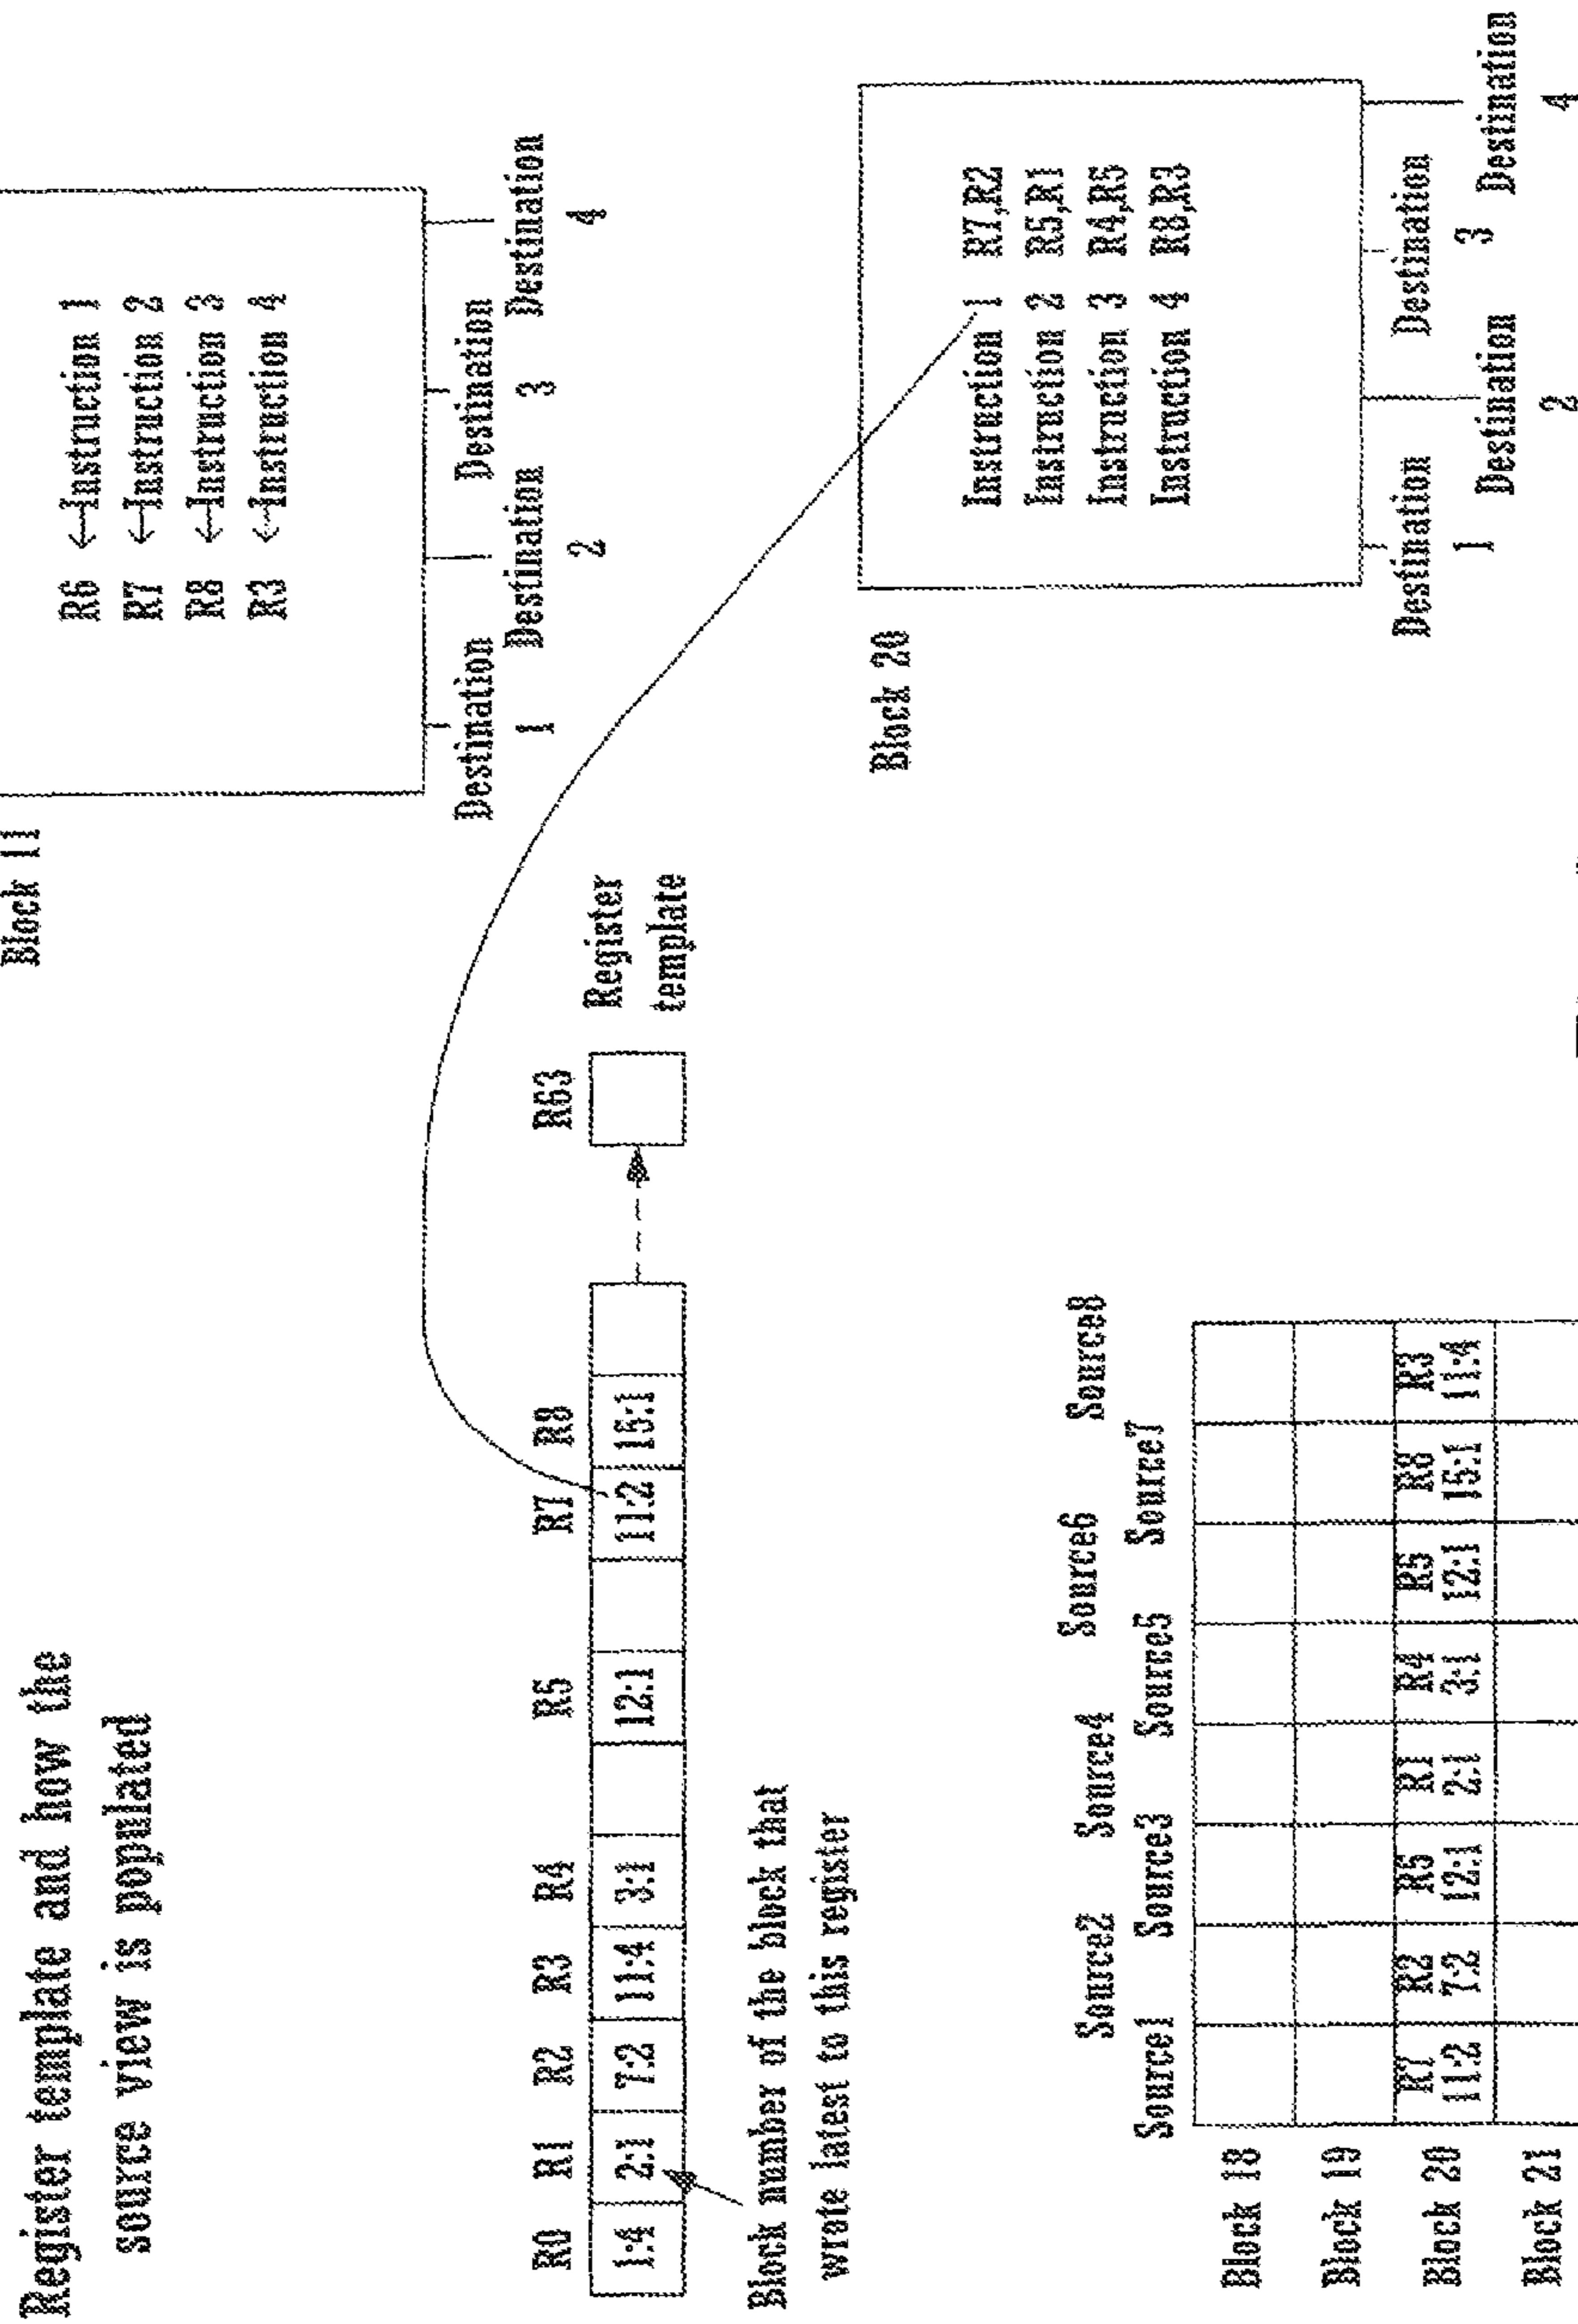 Register template and how the
source view is populated
Block 11
R6 ←Instruction 1
R7 ←Instruction 2
R8 ←Instruction 3
R3 ←Instruction 4
Destination
1
Destination
2
Destination
3
Destination
4
R0 R1 R2 R3 R4 R5 R7 R8 R63
1:4 2:1 7:2 11:4 3:1 12:1 11:2 15:1
Register
template
Block number of the block that
wrote latest to this register
Block 20
Instruction 1 R7,R2
Instruction 2 R5,R1
Instruction 3 R4,R5
Instruction 4 R8,R3
Destination
1
Destination
2
Destination
3
Destination
4
Source1 Source2 Source3 Source4 Source5 Source6 Source7 Source8
Block 18
Block 19
Block 20 R7 R2 R5 R1 R4 R5 R8 R3
11:2 7:2 12:1 2:1 3:1 12:1 15:1 11:4
Block 21